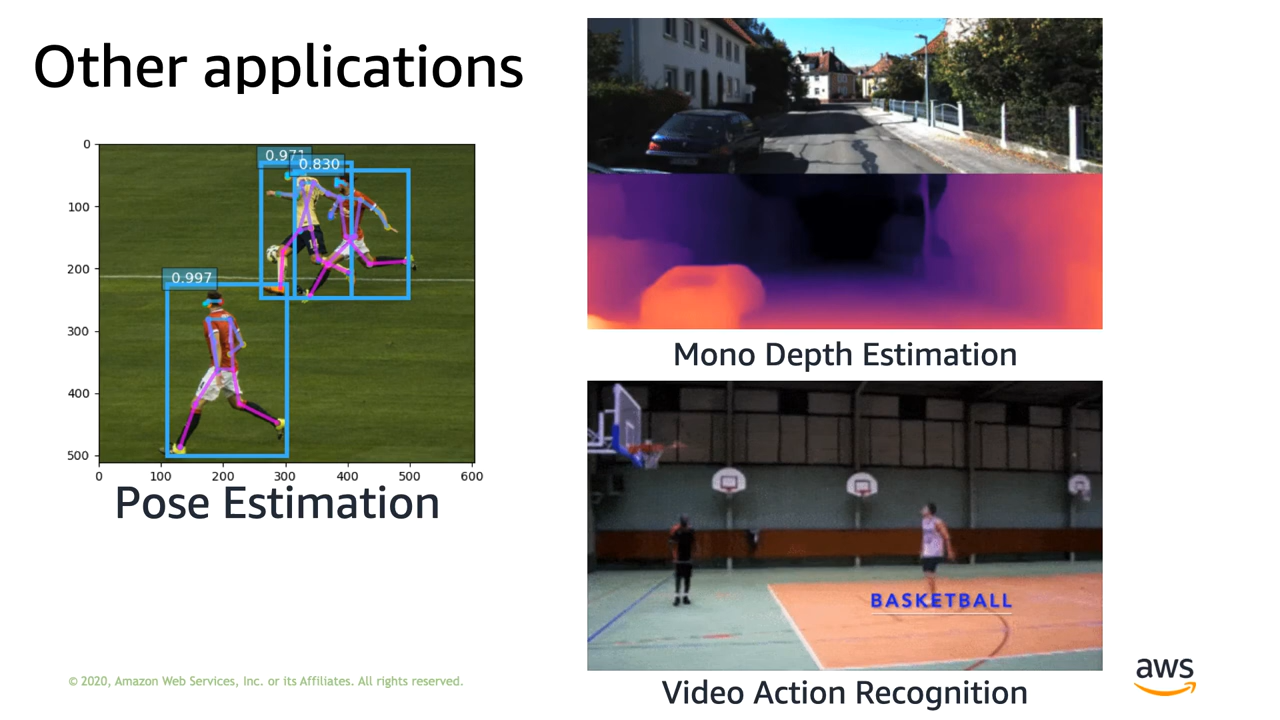 Other applications
0
100
200
300
400
500
0.971
0.830
0.997
0 100 200 300 400 500 600
Pose Estimation
Mono Depth Estimation
BASKETBALL
Video Action Recognition
© 2020, Amazon Web Services, Inc. or its Affiliates. All rights reserved.
aws